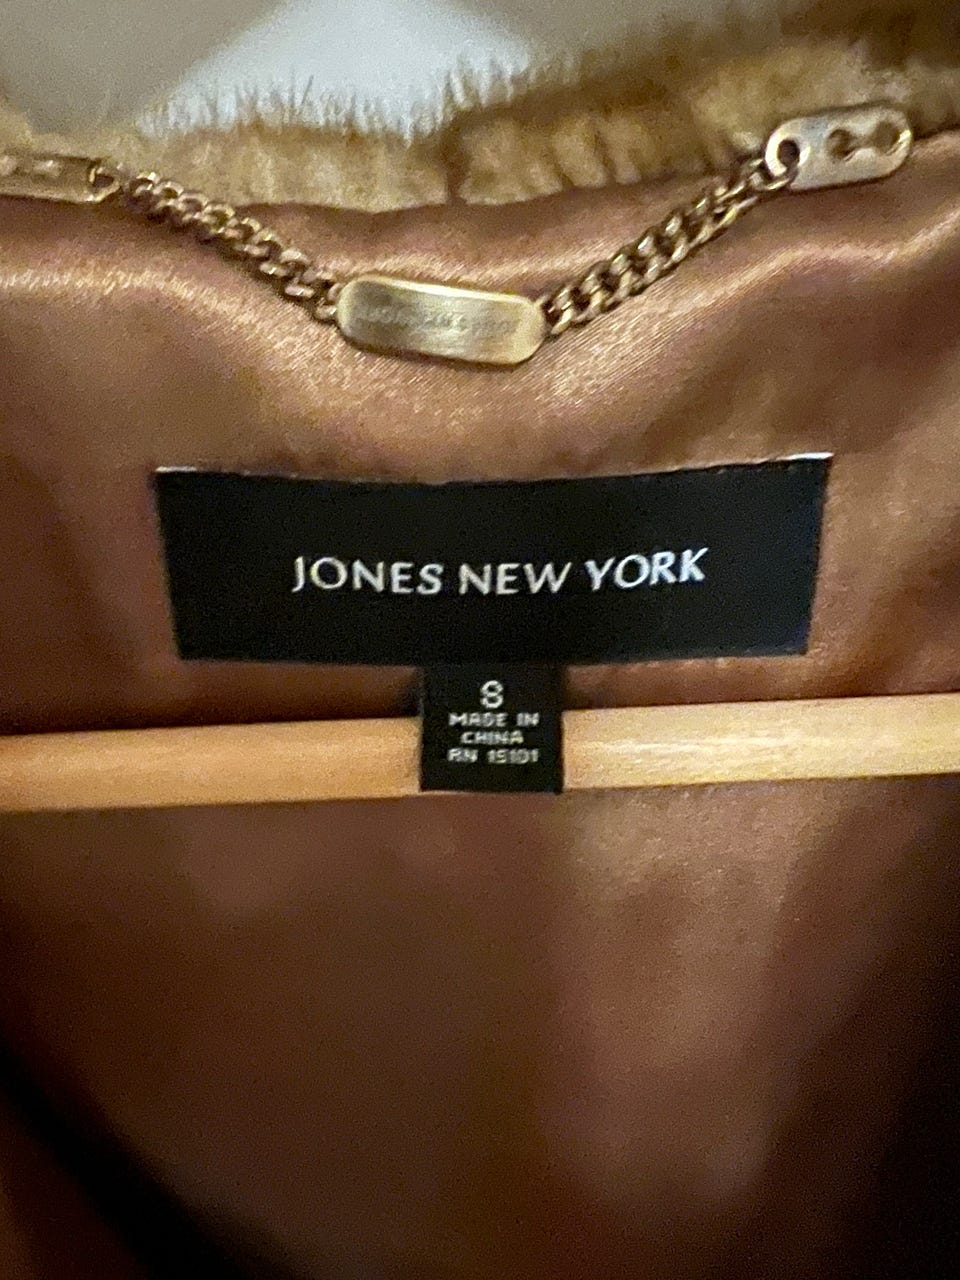 JONES NEW YORK
8
MADE IN
CHINA
RN 15101